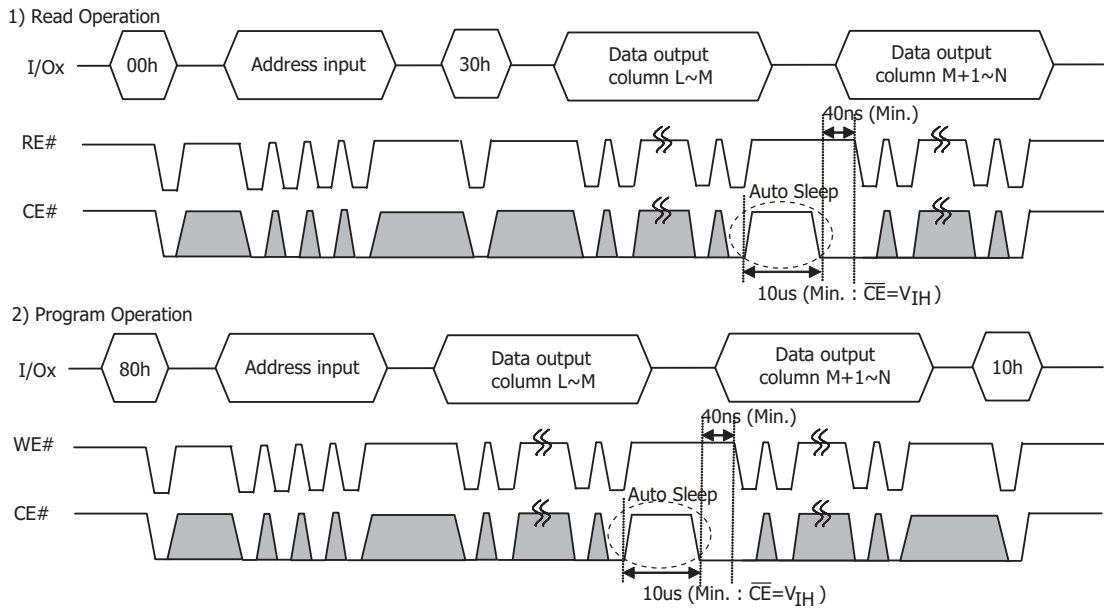 1) Read Operation
I/Ox
00h
Address input
30h
Data output
column L~M
Data output
column M+1~N
40ns (Min.)
RE#
Auto Sleep
CE#
10us (Min. : CE=VIH)
2) Program Operation
I/Ox
80h
Address input
Data output
column L~M
Data output
column M+1~N
10h
40ns (Min.)
WE#
Auto Sleep
CE#
10us (Min. : CE=VIH)